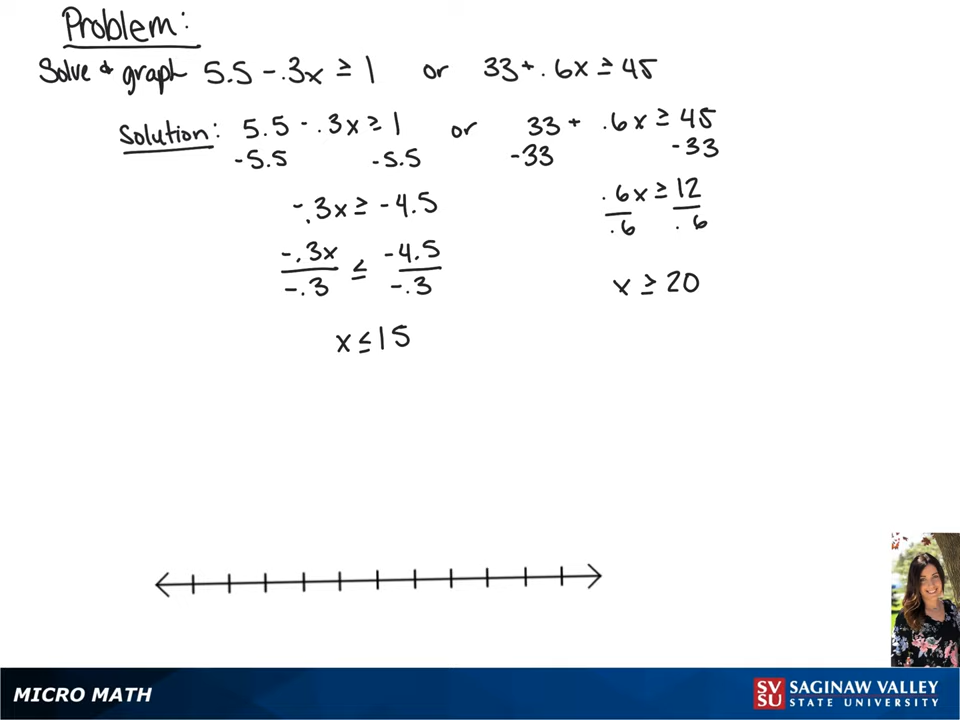 Problem:
Solve & graph 5.5 - .3x ≥ 1 or 33 + .6x ≥ 45
Solution: 5.5 - .3x ≥ 1 or 33 + .6x ≥ 45
-5.5 -5.5 -33 -33
-.3x ≥ -4.5 .6x ≥ 12
.6 .6
-.3x ≤ -4.5
-.3 -.3
x ≥ 20
x ≤ 15
MICRO MATH
SVSU SAGINAW VALLEY
STATE UNIVERSITY